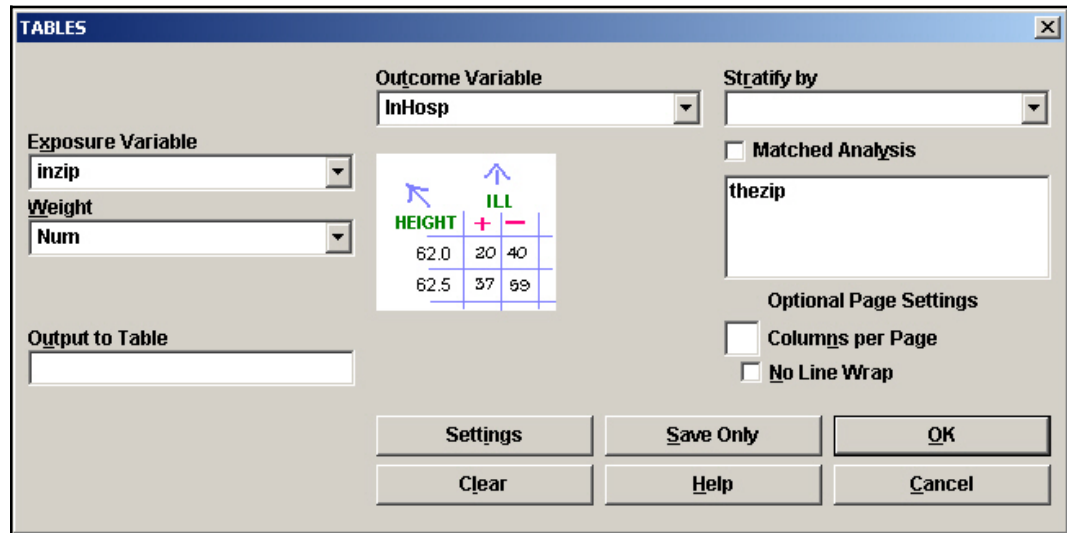 TABLES
Outcome Variable
InHosp
Stratify by
Exposure Variable
inzip
Matched Analysis
Weight
Num
thezip
ILL
HEIGHT + −
62.0 20 40
62.5 37 99
Optional Page Settings
Output to Table
Columns per Page
No Line Wrap
Settings
Save Only
OK
Clear
Help
Cancel